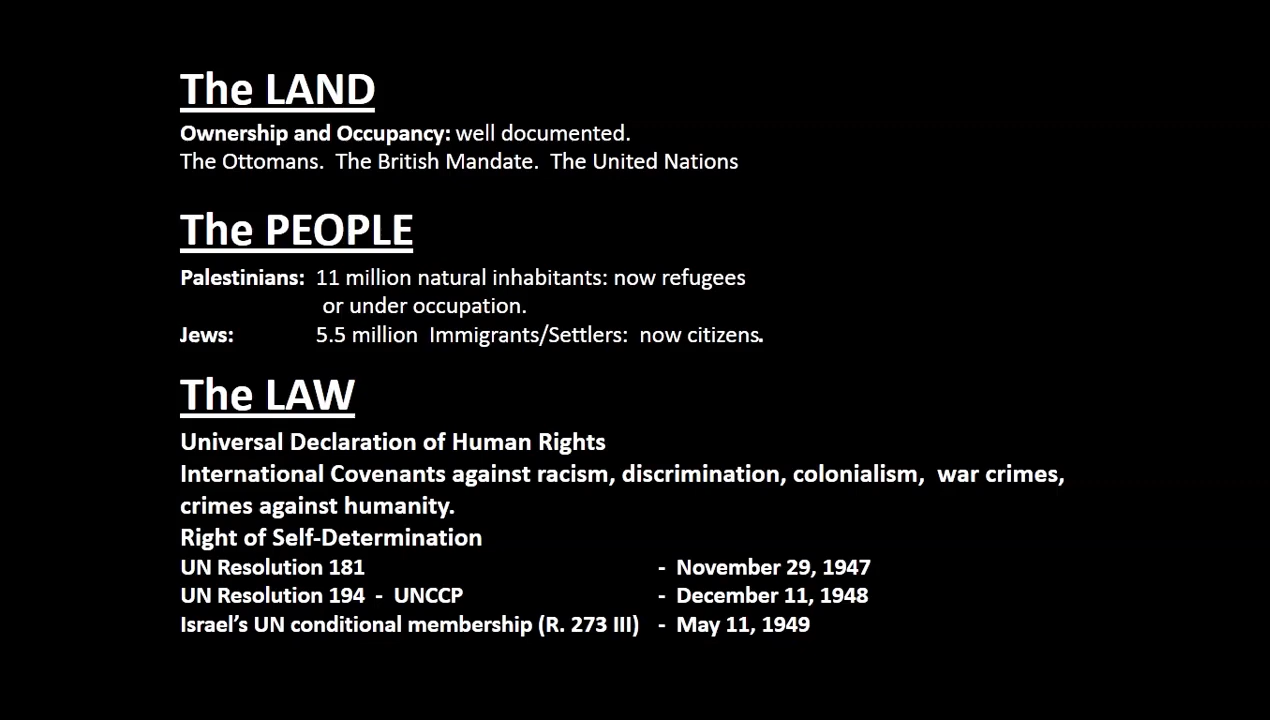 The LAND
Ownership and Occupancy: well documented.
The Ottomans. The British Mandate. The United Nations
The PEOPLE
Palestinians: 11 million natural inhabitants: now refugees
or under occupation.
Jews: 5.5 million Immigrants/Settlers: now citizens.
The LAW
Universal Declaration of Human Rights
International Covenants against racism, discrimination, colonialism, war crimes,
crimes against humanity.
Right of Self-Determination
UN Resolution 181 - November 29, 1947
UN Resolution 194 - UNCCP - December 11, 1948
Israel's UN conditional membership (R. 273 III) - May 11, 1949